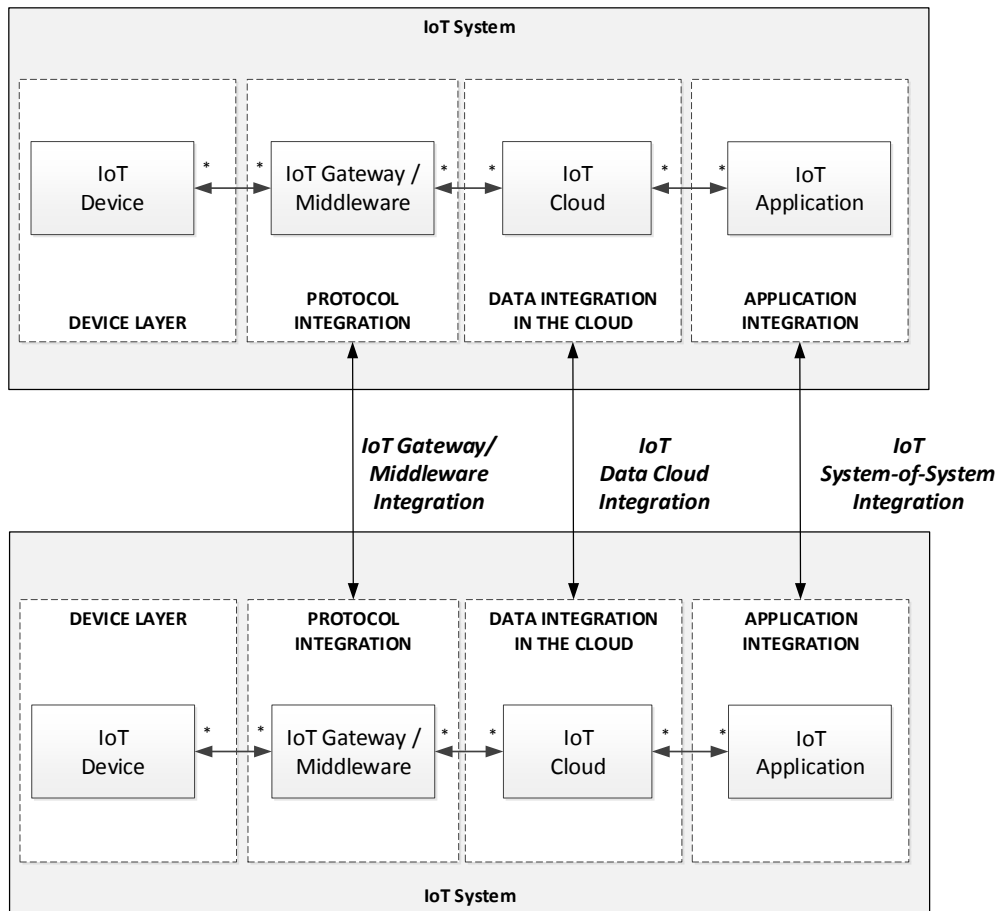 IoT System
IoT
Device
* *
IoT Gateway /
Middleware
* *
IoT
Cloud
* *
IoT
Application
DEVICE LAYER
PROTOCOL
INTEGRATION
DATA INTEGRATION
IN THE CLOUD
APPLICATION
INTEGRATION
IoT Gateway/
Middleware
Integration
IoT
Data Cloud
Integration
IoT
System-of-System
Integration
DEVICE LAYER
PROTOCOL
INTEGRATION
DATA INTEGRATION
IN THE CLOUD
APPLICATION
INTEGRATION
IoT
Device
* *
IoT Gateway /
Middleware
* *
IoT
Cloud
* *
IoT
Application
IoT System